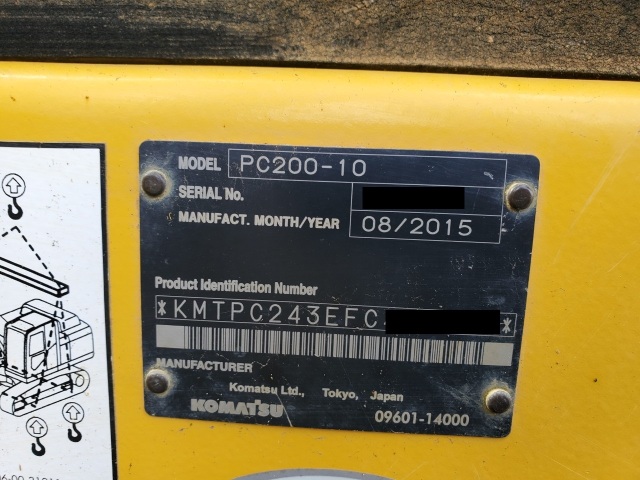 MODEL PC200-10
SERIAL No.
MANUFACT. MONTH/YEAR 08/2015
Product Identification Number
*KMTPC243EFC *
MANUFACTURER
Komatsu Ltd., Tokyo, Japan
KOMATSU 09601-14000